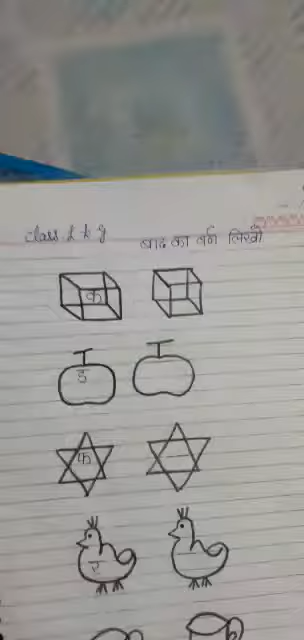 class L k g
बाद का वर्ण लिखो
क
ड
फ
र